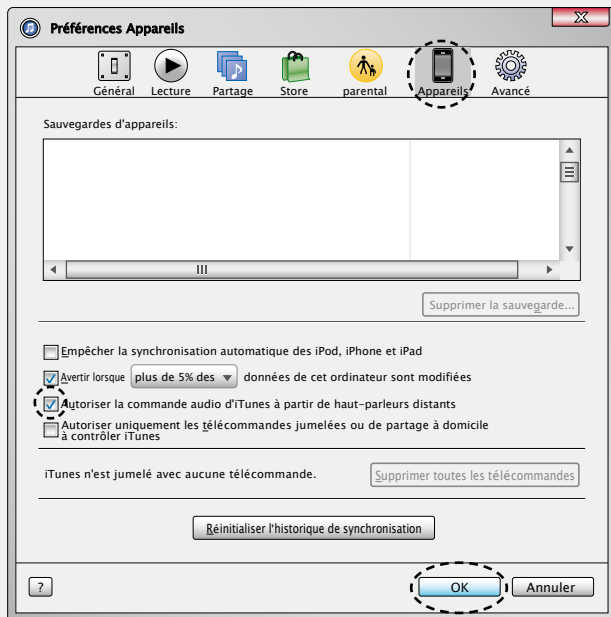 Préférences Appareils
Général Lecture Partage Store parental Appareils Avancé
Sauvegardes d'appareils:
Supprimer la sauvegarde...
Empêcher la synchronisation automatique des iPod, iPhone et iPad
Avertir lorsque plus de 5% des données de cet ordinateur sont modifiées
Autoriser la commande audio d'iTunes à partir de haut-parleurs distants
Autoriser uniquement les télécommandes jumelées ou de partage à domicile
à contrôler iTunes
iTunes n'est jumelé avec aucune télécommande. Supprimer toutes les télécommandes
Réinitialiser l'historique de synchronisation
? OK Annuler